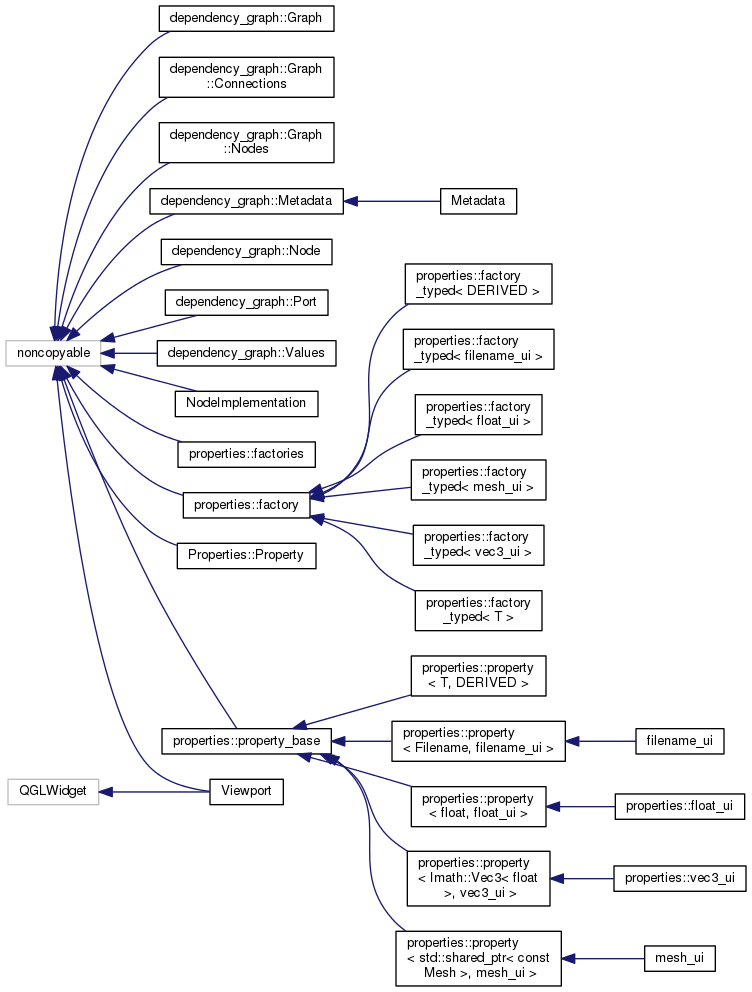 dependency_graph::Graph
dependency_graph::Graph
::Connections
dependency_graph::Graph
::Nodes
dependency_graph::Metadata
Metadata
dependency_graph::Node
dependency_graph::Port
noncopyable
dependency_graph::Values
NodeImplementation
properties::factories
properties::factory
Properties::Property
properties::factory
_typed< DERIVED >
properties::factory
_typed< filename_ui >
properties::factory
_typed< float_ui >
properties::factory
_typed< mesh_ui >
properties::factory
_typed< vec3_ui >
properties::factory
_typed< T >
properties::property
< T, DERIVED >
properties::property_base
properties::property
< Filename, filename_ui >
filename_ui
QGLWidget
Viewport
properties::property
< float, float_ui >
properties::float_ui
properties::property
< Imath::Vec3< float
>, vec3_ui >
properties::vec3_ui
properties::property
< std::shared_ptr< const
Mesh >, mesh_ui >
mesh_ui